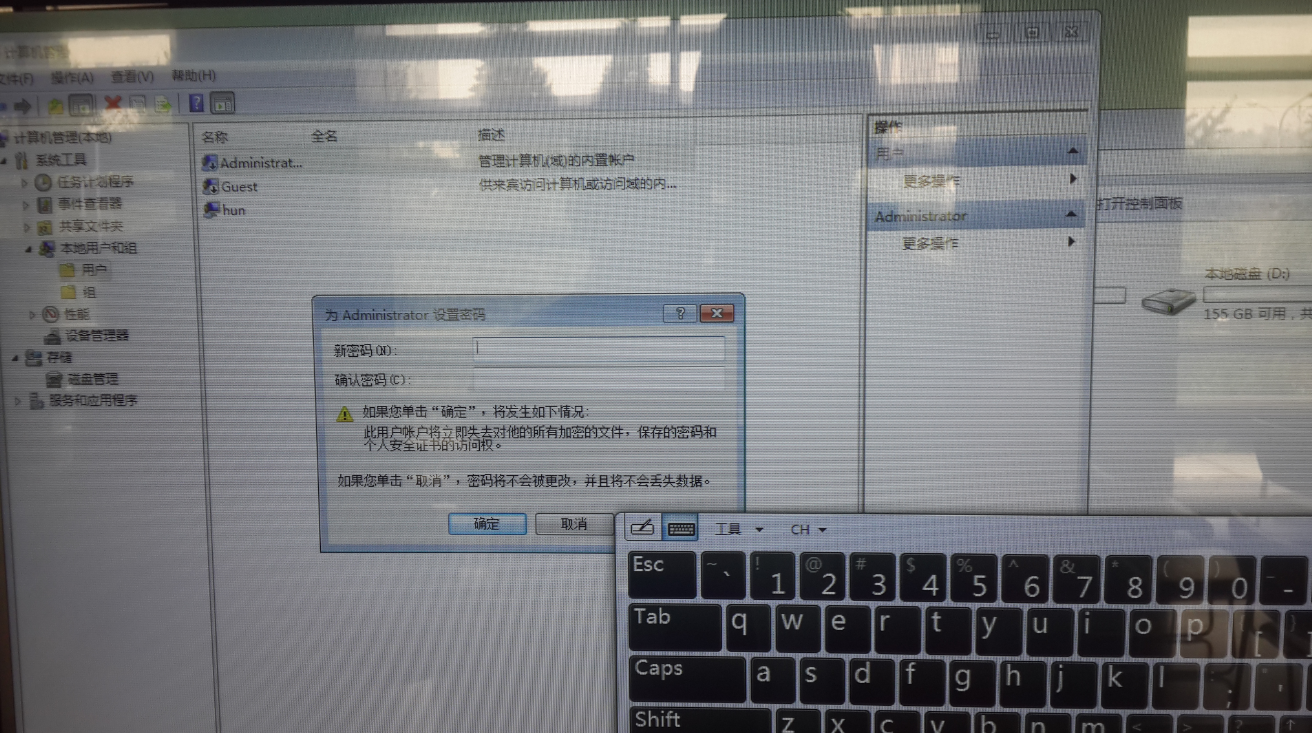 计算机管理
文件(F) 操作(A) 查看(V) 帮助(H)
计算机管理(本地)
系统工具
任务计划程序
事件查看器
共享文件夹
本地用户和组
用户
组
性能
设备管理器
存储
磁盘管理
服务和应用程序
名称 全名 描述
Administrat... 管理计算机(域)的内置帐户
Guest 供来宾访问计算机或访问域的内...
hun
操作
用户
更多操作
Administrator
更多操作
打开控制面板
本地磁盘 (D:)
155 GB 可用，共
为 Administrator 设置密码
?
新密码(N):
确认密码(C):
如果您单击“确定”，将发生如下情况:
此用户帐户将立即失去对他的所有加密的文件，保存的密码和
个人安全证书的访问权。
如果您单击“取消”，密码将不会被更改，并且将不会丢失数据。
确定 取消
工具 CH
Esc ~ ` ! 1 @ 2 # 3 $ 4 % 5 ^ 6 & 7 * 8 ( 9 ) 0 _ -
Tab q w e r t y u i o p { [ } ]
Caps a s d f g h j k l : ; " '
Shift z x c v b n m < > ? ↑